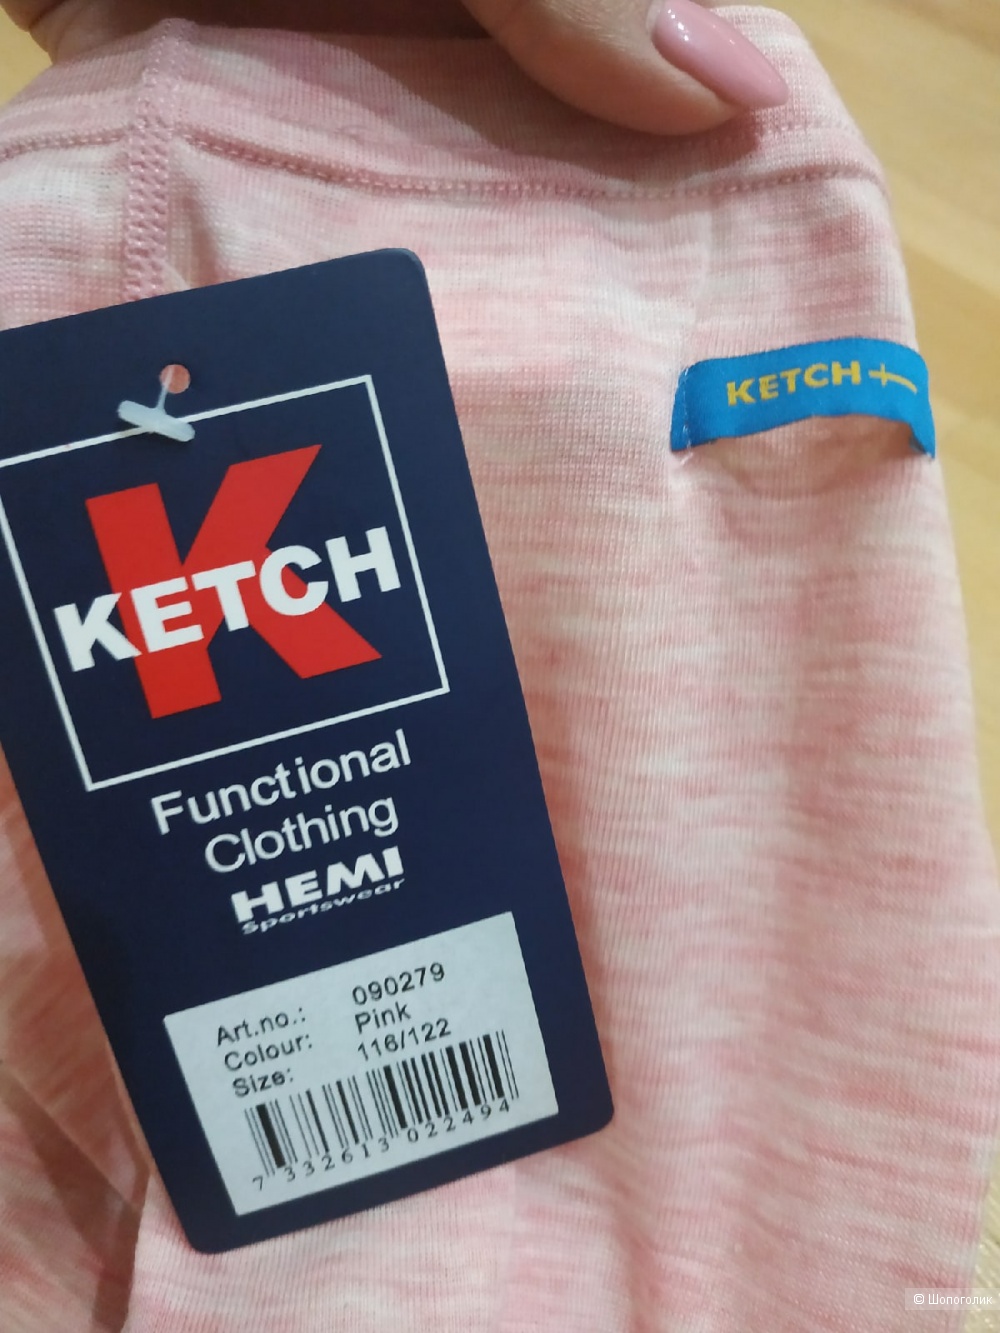 KETCH
KETCH
Functional
Clothing
HEMI
Sportswear
Art.no.: 090279
Colour: Pink
Size: 116/122
7 332613 022494
© Шопоголик